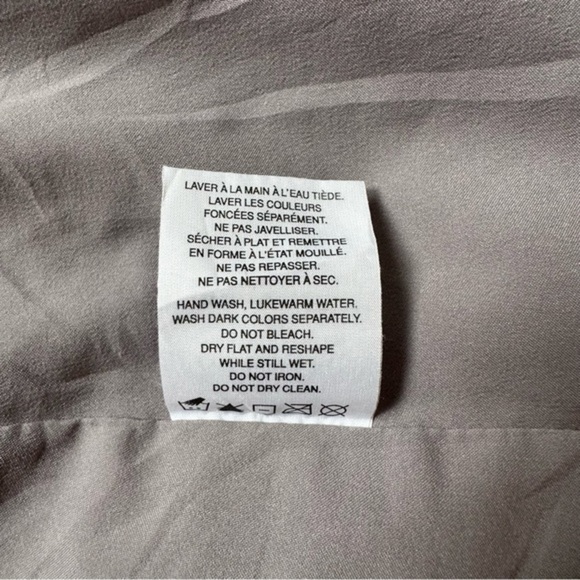 LAVER À LA MAIN À L'EAU TIÈDE.
LAVER LES COULEURS
FONCÉES SÉPARÉMENT.
NE PAS JAVELLISER.
SÉCHER À PLAT ET REMETTRE
EN FORME À L'ÉTAT MOUILLÉ.
NE PAS REPASSER.
NE PAS NETTOYER À SEC.
HAND WASH, LUKEWARM WATER.
WASH DARK COLORS SEPARATELY.
DO NOT BLEACH.
DRY FLAT AND RESHAPE
WHILE STILL WET.
DO NOT IRON.
DO NOT DRY CLEAN.